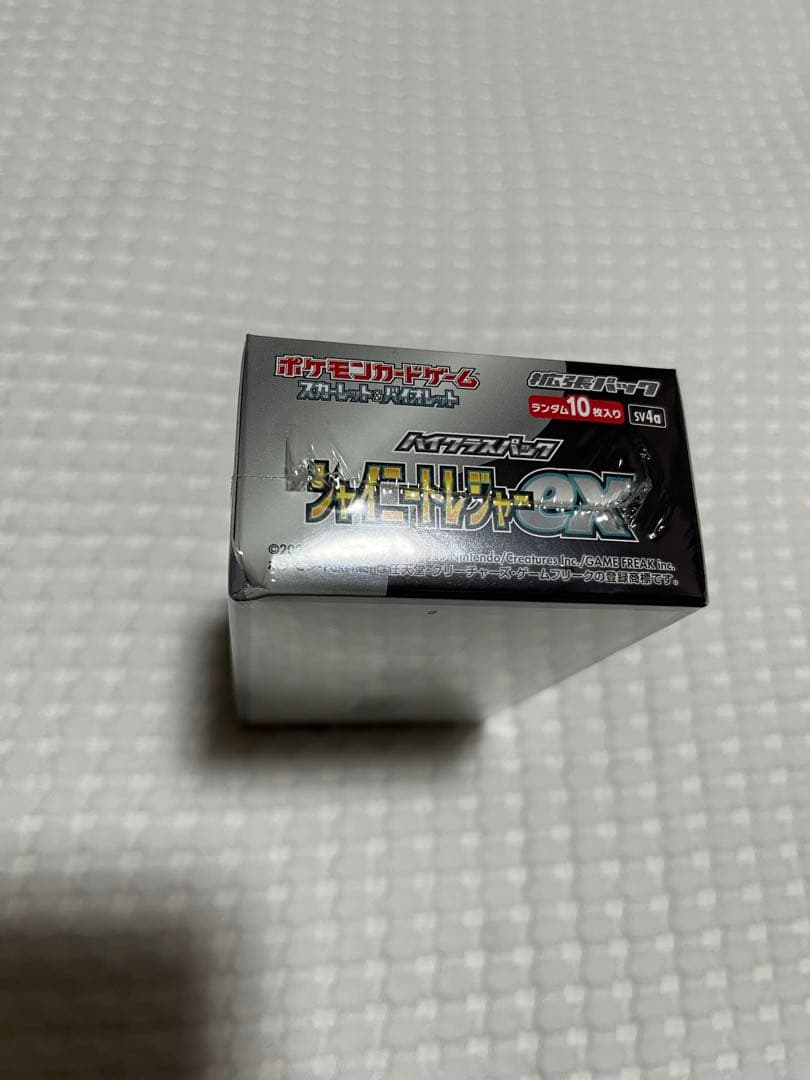 ポケモンカードゲーム
スカーレット&バイオレット
拡張パック
ランダム10枚入り
sv4a
ハイクラスパック
シャイニートレジャーex
Nintendo/Creatures Inc./GAME FREAK inc.
任天堂・クリーチャーズ・ゲームフリークの登録商標です。